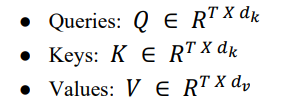 • Queries: Q ∈ R^{T X d_k}
• Keys: K ∈ R^{T X d_k}
• Values: V ∈ R^{T X d_v}